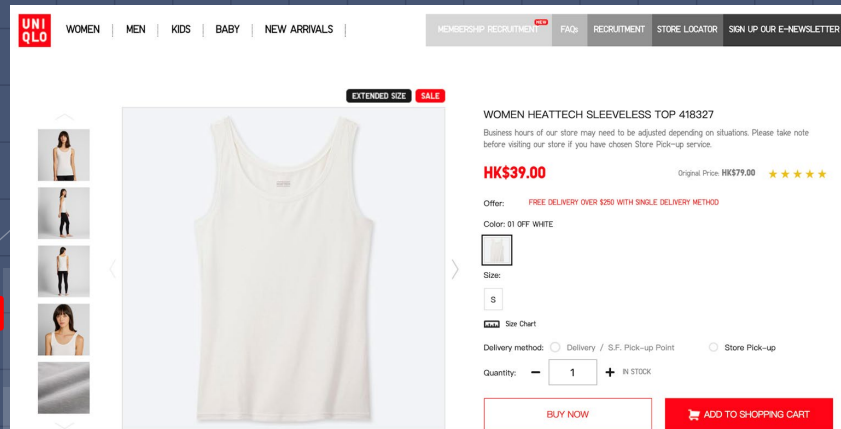 UNI
QLO
WOMEN
MEN
KIDS
BABY
NEW ARRIVALS
MEMBERSHIP RECRUITMENT
NEW
FAQs
RECRUITMENT
STORE LOCATOR
SIGN UP OUR E-NEWSLETTER
EXTENDED SIZE
SALE
WOMEN HEATTECH SLEEVELESS TOP 418327
Business hours of our store may need to be adjusted depending on situations. Please take note
before visiting our store if you have chosen Store Pick-up service.
HK$39.00
Original Price: HK$79.00
Offer: FREE DELIVERY OVER $250 WITH SINGLE DELIVERY METHOD
Color: 01 OFF WHITE
Size:
S
Size Chart
Delivery method: Delivery / S.F. Pick-up Point Store Pick-up
Quantity: 1 IN STOCK
BUY NOW
ADD TO SHOPPING CART